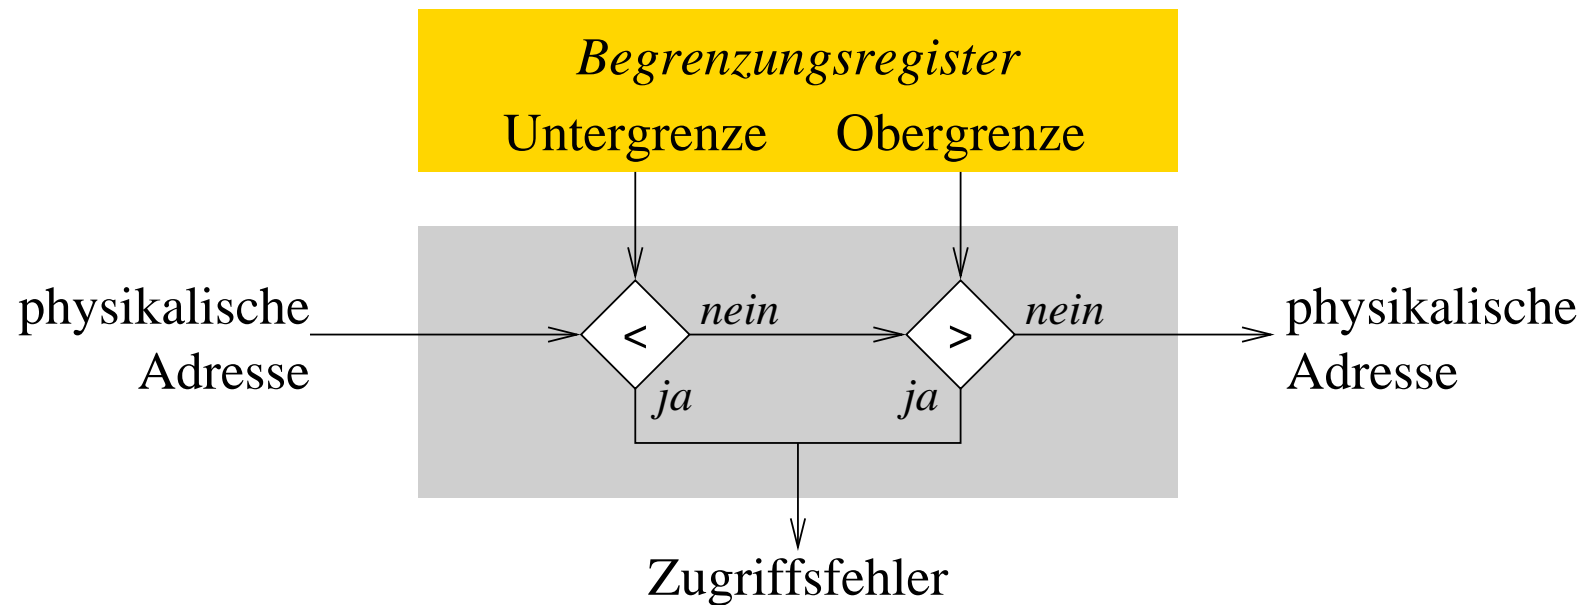 Begrenzungsregister
Untergrenze Obergrenze
physikalische
Adresse
<
nein
ja
>
nein
ja
physikalische
Adresse
Zugriffsfehler